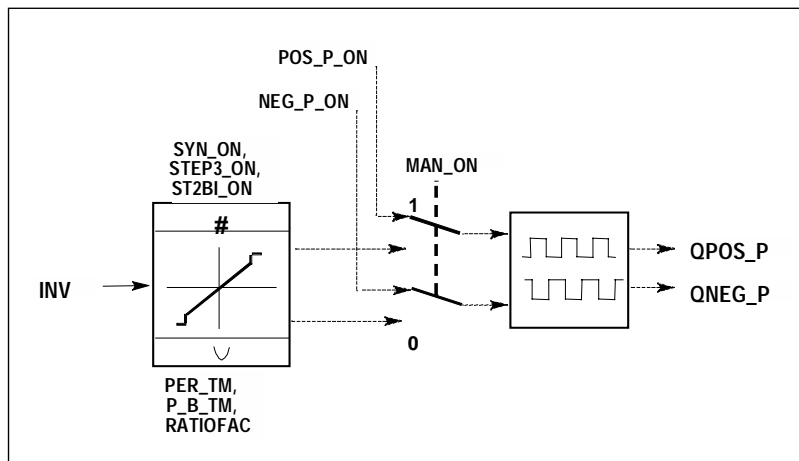 POS_P_ON
NEG_P_ON
SYN_ON,
STEP3_ON,
ST2BI_ON
MAN_ON
#
1
INV
QPOS_P
QNEG_P
0
PER_TM,
P_B_TM,
RATIOFAC